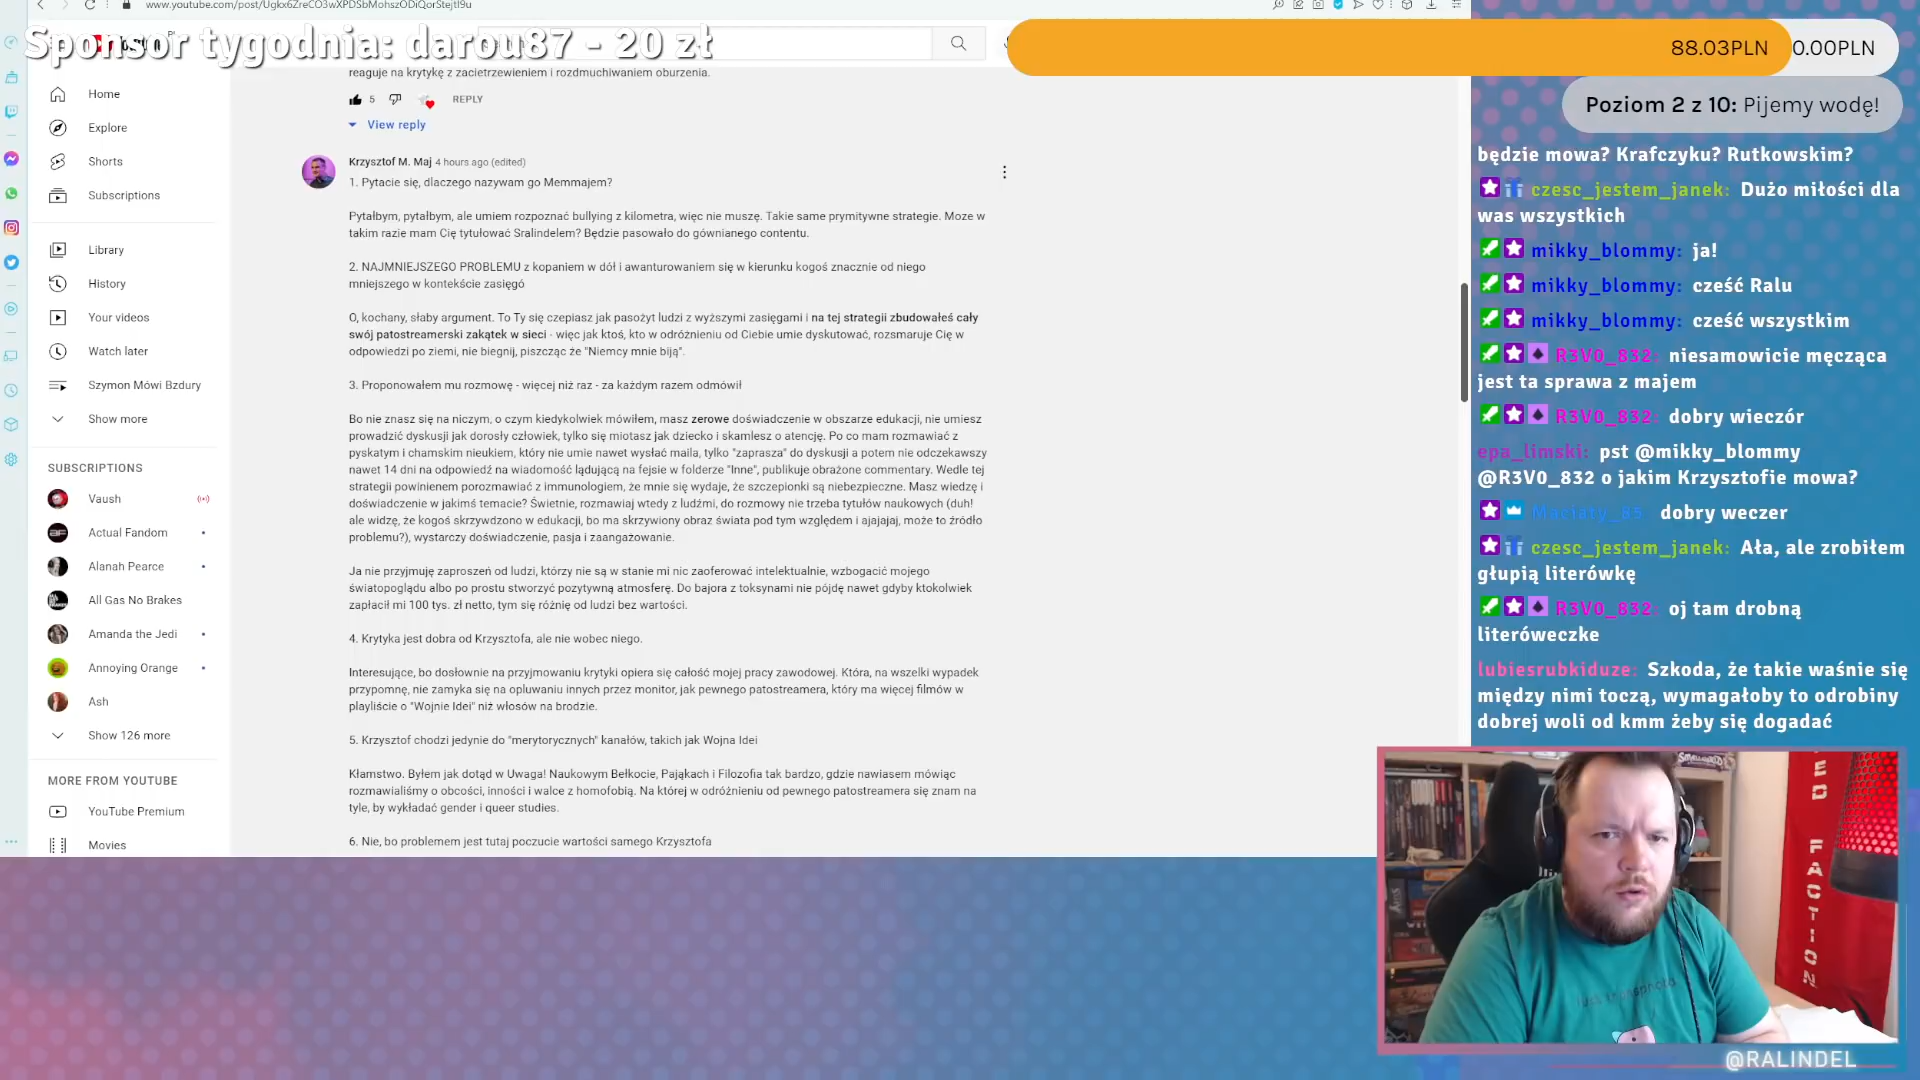 www.youtube.com/post/Ugkx6ZreCO3wXPDSbMohszODiQorStejtI9u
Sponsor tygodnia: darou87 - 20 zł
88.03PLN
0.00PLN
Poziom 2 z 10: Pijemy wodę!
Home
Explore
Shorts
Subscriptions
Library
History
Your videos
Watch later
Szymon Mówi Bzdury
Show more
SUBSCRIPTIONS
Vaush
Actual Fandom
Alanah Pearce
All Gas No Brakes
Amanda the Jedi
Annoying Orange
Ash
Show 126 more
MORE FROM YOUTUBE
YouTube Premium
Movies
reaguje na krytykę z zacietrzewieniem i rozdmuchiwaniem oburzenia.
5
REPLY
View reply
Krzysztof M. Maj 4 hours ago (edited)
1. Pytacie się, dlaczego nazywam go Memmajem?
Pytałbym, pytałbym, ale umiem rozpoznać bullying z kilometra, więc nie muszę. Takie same prymitywne strategie. Moze w
takim razie mam Cię tytułować Sralindelem? Będzie pasowało do gównianego contentu.
2. NAJMNIEJSZEGO PROBLEMU z kopaniem w dół i awanturowaniem się w kierunku kogoś znacznie od niego
mniejszego w kontekście zasięgó
O, kochany, słaby argument. To Ty się czepiasz jak pasożyt ludzi z wyższymi zasięgami i na tej strategii zbudowałeś cały
swój patostreamerski zakątek w sieci - więc jak ktoś, kto w odróżnieniu od Ciebie umie dyskutować, rozsmaruje Cię w
odpowiedzi po ziemi, nie biegnij, piszcząc że "Niemcy mnie biją".
3. Proponowałem mu rozmowę - więcej niż raz - za każdym razem odmówił
Bo nie znasz się na niczym, o czym kiedykolwiek mówiłem, masz zerowe doświadczenie w obszarze edukacji, nie umiesz
prowadzić dyskusji jak dorosły człowiek, tylko się miotasz jak dziecko i skamlesz o atencję. Po co mam rozmawiać z
pyskatym i chamskim nieukiem, który nie umie nawet wysłać maila, tylko "zaprasza" do dyskusji a potem nie odczekawszy
nawet 14 dni na odpowiedź na wiadomość lądującą na fejsie w folderze "Inne", publikuje obrażone commentary. Wedle tej
strategii powinienem porozmawiać z immunologiem, że mnie się wydaje, że szczepionki są niebezpieczne. Masz wiedzę i
doświadczenie w jakimś temacie? Świetnie, rozmawiaj wtedy z ludźmi, do rozmowy nie trzeba tytułów naukowych (duh!
ale widzę, że kogoś skrzywdzono w edukacji, bo ma skrzywiony obraz świata pod tym względem i ajajajaj, może to źródło
problemu?), wystarczy doświadczenie, pasja i zaangażowanie.
Ja nie przyjmuję zaproszeń od ludzi, którzy nie są w stanie mi nic zaoferować intelektualnie, wzbogacić mojego
światopoglądu albo po prostu stworzyć pozytywną atmosferę. Do bajora z toksynami nie pójdę nawet gdyby ktokolwiek
zapłacił mi 100 tys. zł netto, tym się różnię od ludzi bez wartości.
4. Krytyka jest dobra od Krzysztofa, ale nie wobec niego.
Interesujące, bo dosłownie na przyjmowaniu krytyki opiera się całość mojej pracy zawodowej. Która, na wszelki wypadek
przypomnę, nie zamyka się na opluwaniu innych przez monitor, jak pewnego patostreamera, który ma więcej filmów w
playliście o "Wojnie Idei" niż włosów na brodzie.
5. Krzysztof chodzi jedynie do "merytorycznych" kanałów, takich jak Wojna Idei
Kłamstwo. Byłem jak dotąd w Uwaga! Naukowym Bełkocie, Pająkach i Filozofia tak bardzo, gdzie nawiasem mówiąc
rozmawialiśmy o obcości, inności i walce z homofobią. Na której w odróżnieniu od pewnego patostreamera się znam na
tyle, by wykładać gender i queer studies.
6. Nie, bo problemem jest tutaj poczucie wartości samego Krzysztofa
będzie mowa? Krafczyku? Rutkowskim?
czesc_jestem_janek: Dużo miłości dla
was wszystkich
mikky_blommy: ja!
mikky_blommy: cześć Ralu
mikky_blommy: cześć wszystkim
R3V0_832: niesamowicie męcząca
jest ta sprawa z majem
R3V0_832: dobry wieczór
epa_limski: pst @mikky_blommy
@R3V0_832 o jakim Krzysztofie mowa?
Maciaty_85: dobry weczer
czesc_jestem_janek: Ała, ale zrobiłem
głupią literówkę
R3V0_832: oj tam drobną
literóweczke
lubiesrubkiduze: Szkoda, że takie waśnie się
między nimi toczą, wymagałoby to odrobiny
dobrej woli od kmm żeby się dogadać
RED FACTION
@RALINDEL